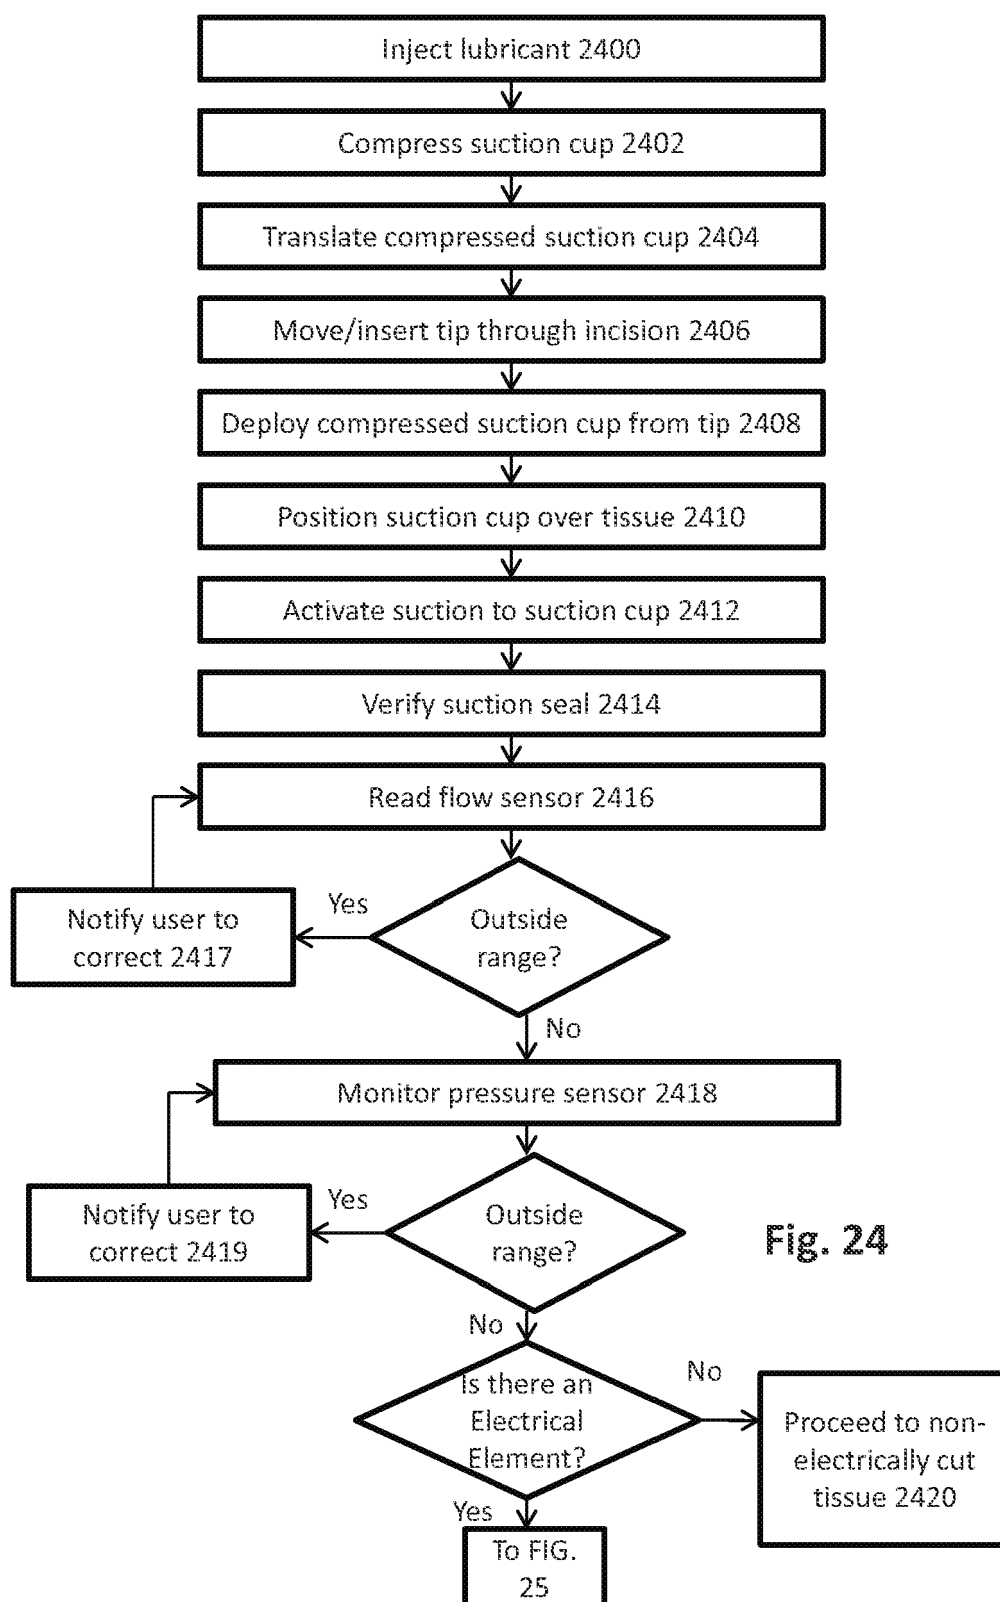 Inject lubricant 2400
Compress suction cup 2402
Translate compressed suction cup 2404
Move/insert tip through incision 2406
Deploy compressed suction cup from tip 2408
Position suction cup over tissue 2410
Activate suction to suction cup 2412
Verify suction seal 2414
Read flow sensor 2416
Yes
Outside
range?
Notify user to
correct 2417
No
Monitor pressure sensor 2418
Yes
Outside
range?
Notify user to
correct 2419
Fig. 24
No
Is there an
Electrical
Element?
No
Proceed to non-
electrically cut
tissue 2420
Yes
To FIG.
25